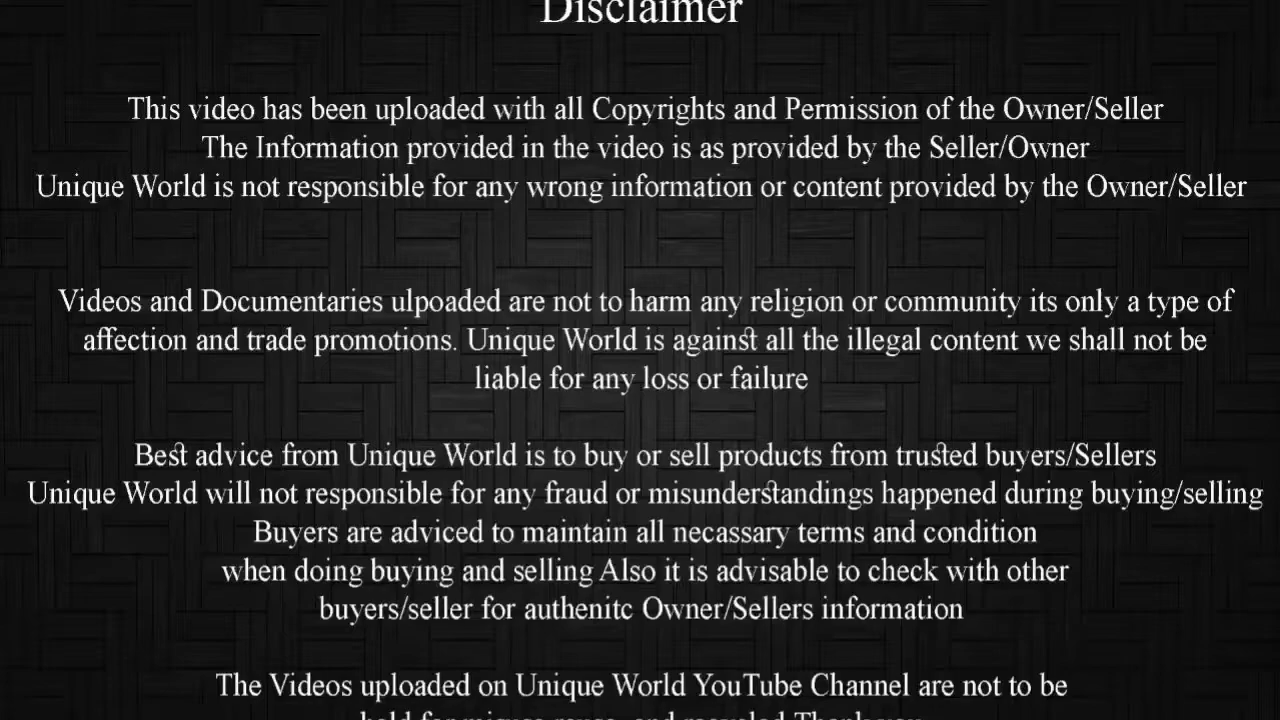 Disclaimer
This video has been uploaded with all Copyrights and Permission of the Owner/Seller
The Information provided in the video is as provided by the Seller/Owner
Unique World is not responsible for any wrong information or content provided by the Owner/Seller
Videos and Documentaries ulpoaded are not to harm any religion or community its only a type of
affection and trade promotions. Unique World is against all the illegal content we shall not be
liable for any loss or failure
Best advice from Unique World is to buy or sell products from trusted buyers/Sellers
Unique World will not responsible for any fraud or misunderstandings happened during buying/selling
Buyers are adviced to maintain all necassary terms and condition
when doing buying and selling Also it is advisable to check with other
buyers/seller for authenitc Owner/Sellers information
The Videos uploaded on Unique World YouTube Channel are not to be